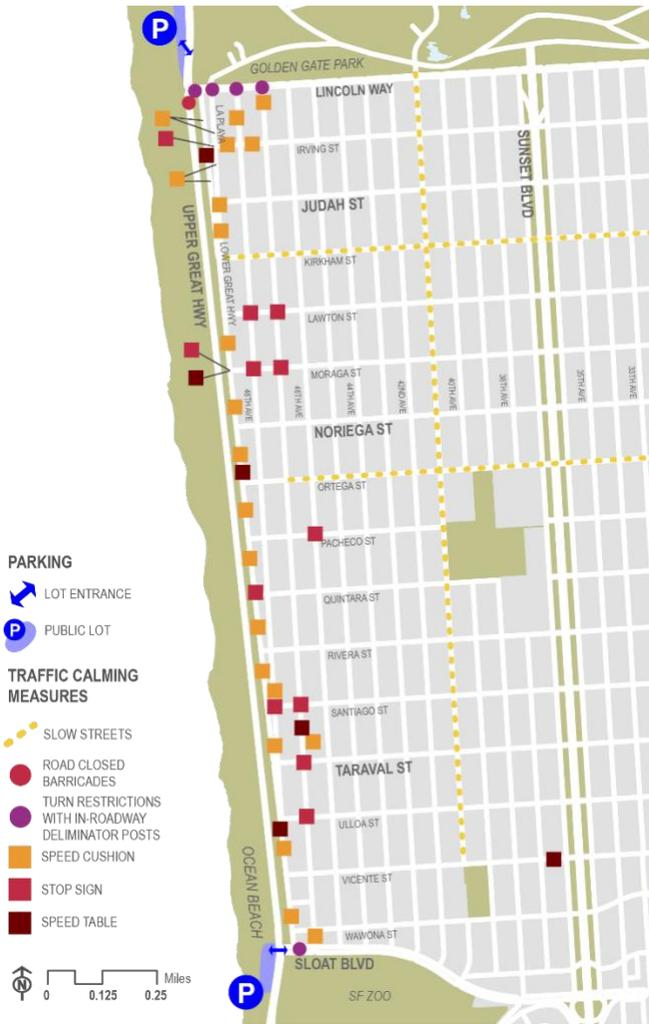 P
GOLDEN GATE PARK
LINCOLN WAY
LA PLAYA
IRVING ST
SUNSET BLVD
JUDAH ST
UPPER GREAT HWY
LOWER GREAT HWY
KIRKHAM ST
LAWTON ST
MORAGA ST
48TH AVE
46TH AVE
44TH AVE
42ND AVE
40TH AVE
38TH AVE
35TH AVE
33TH AVE
NORIEGA ST
ORTEGA ST
PACHECO ST
QUINTARA ST
RIVERA ST
SANTIAGO ST
TARAVAL ST
ULLOA ST
VICENTE ST
OCEAN BEACH
WAWONA ST
SLOAT BLVD
P
SF ZOO
PARKING
LOT ENTRANCE
P PUBLIC LOT
TRAFFIC CALMING
MEASURES
SLOW STREETS
ROAD CLOSED
BARRICADES
TURN RESTRICTIONS
WITH IN-ROADWAY
DELIMINATOR POSTS
SPEED CUSHION
STOP SIGN
SPEED TABLE
N
Miles
0 0.125 0.25